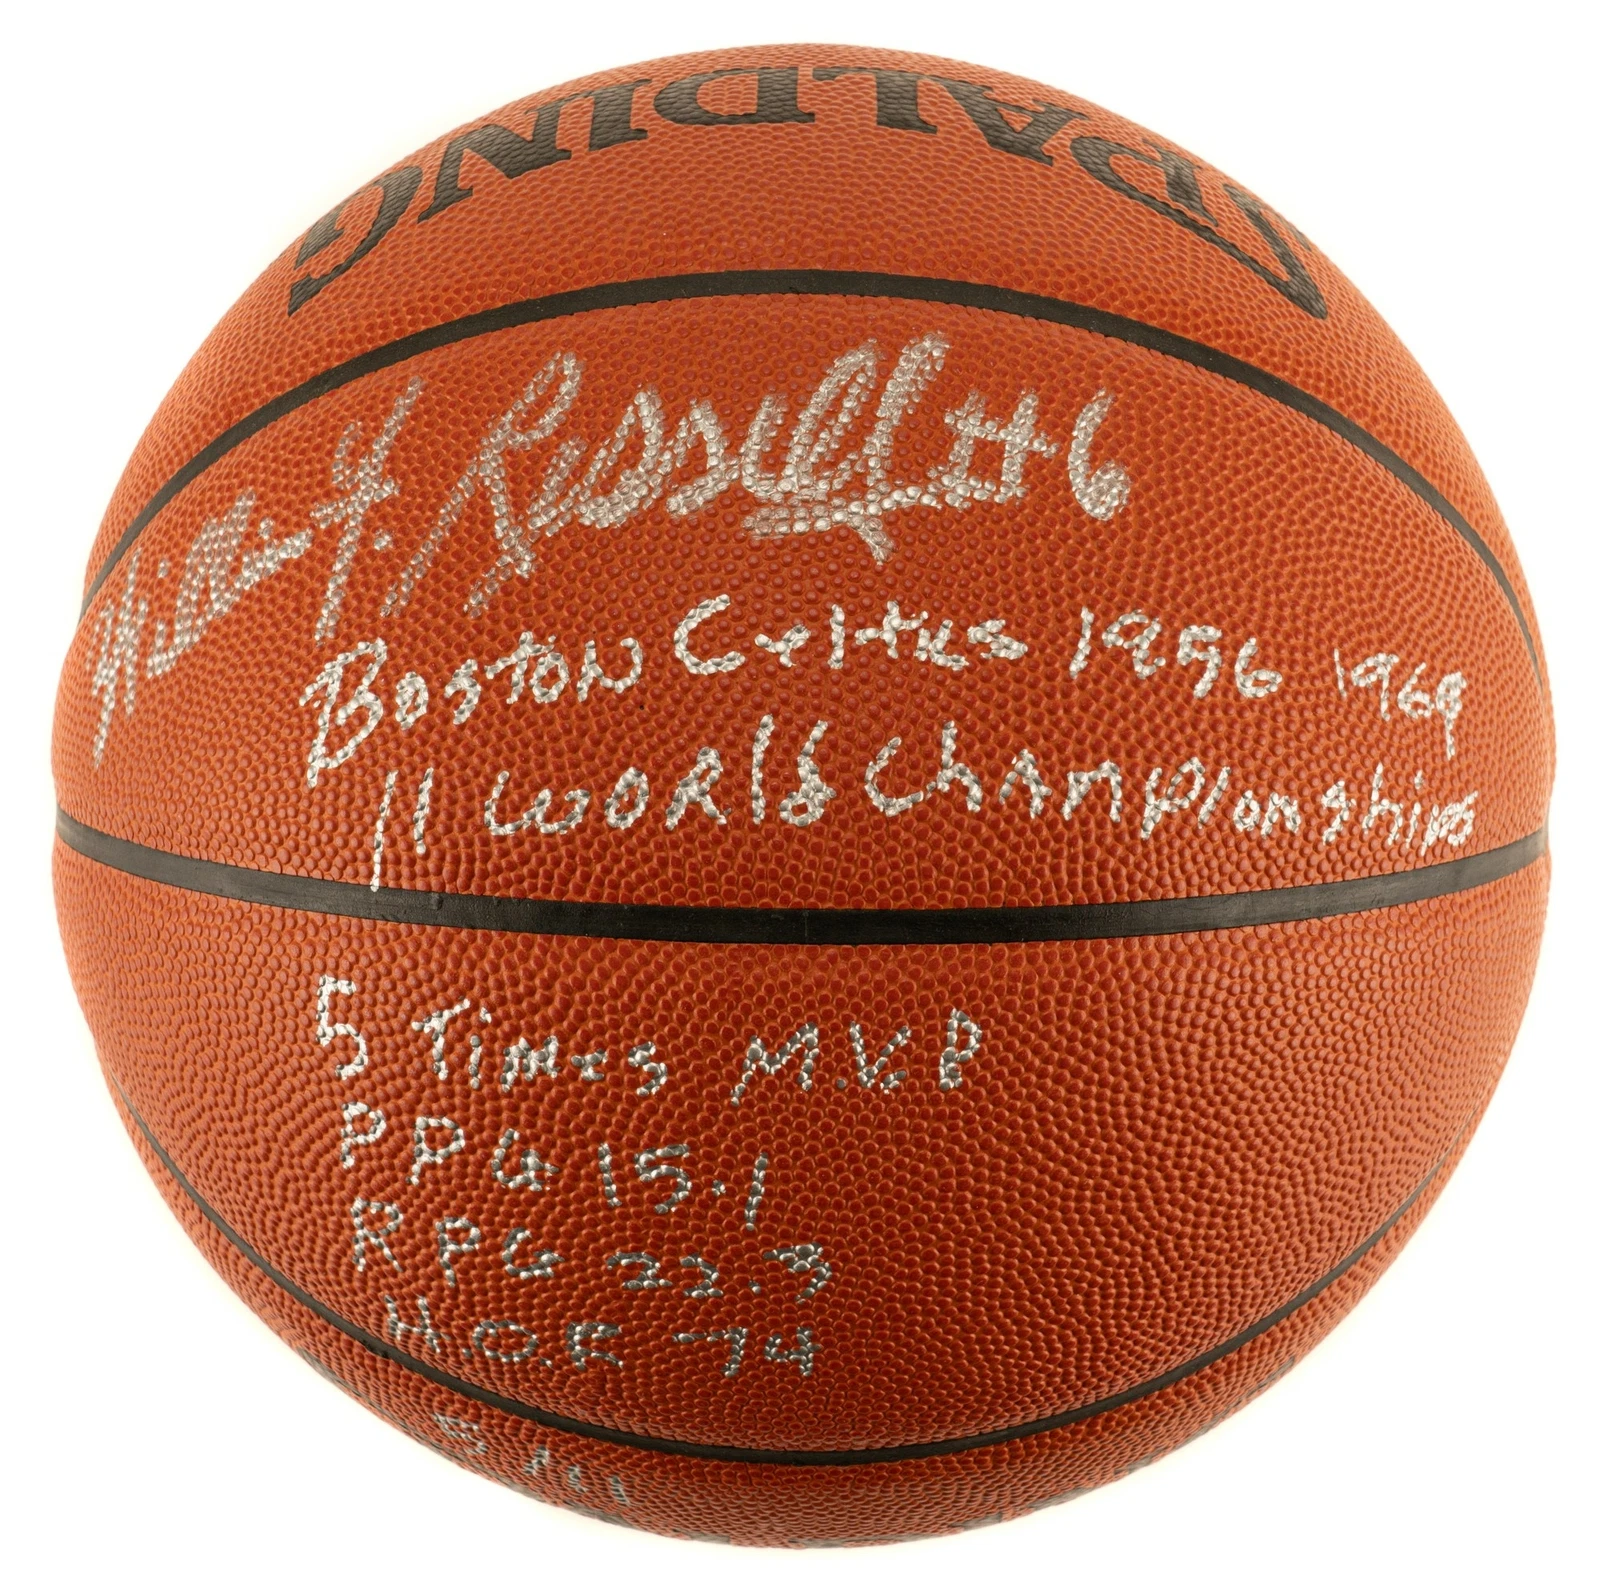 SPALDING
William F. Russell #6
Boston Celtics 1956 1969
11 World Championships
5 Times M.V.P
PPG 15.1
RPG 22.3
H.O.F 74